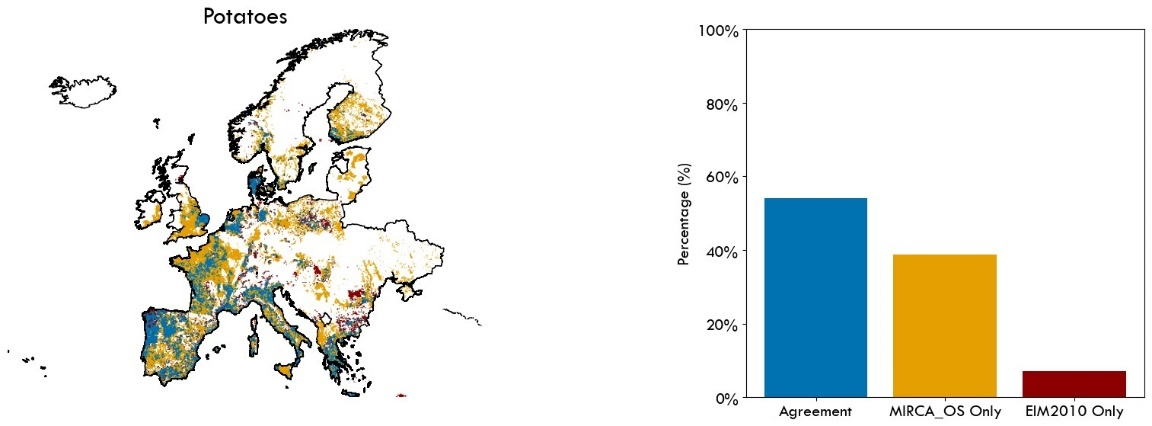 Potatoes
100%
80%
60%
40%
20%
0%
Percentage (%)
Agreement
MIRCA_OS Only
EIM2010 Only